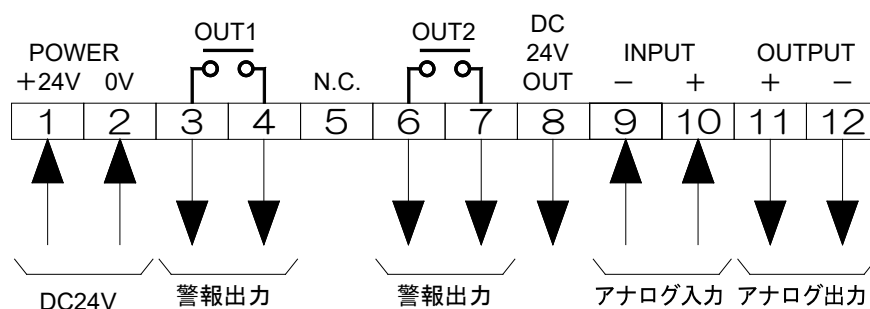 POWER
+24V 0V
OUT1
N.C.
OUT2
DC
24V
OUT
INPUT
− +
OUTPUT
+ −
1 2 3 4 5 6 7 8 9 10 11 12
DC24V
警報出力
警報出力
アナログ入力
アナログ出力